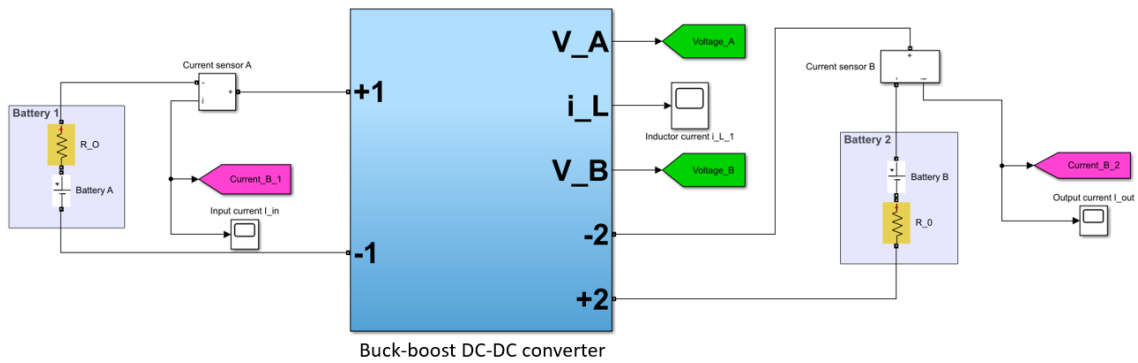 Current sensor A
-
i
+
Battery 1
+
R_O
Battery A
Current_B_1
Input current I_in
+1
-1
V_A
i_L
V_B
-2
+2
Voltage_A
Inductor current i_L_1
Voltage_B
Current sensor B
+
-
Battery 2
Battery B
+
R_0
Current_B_2
Output current I_out
Buck-boost DC-DC converter